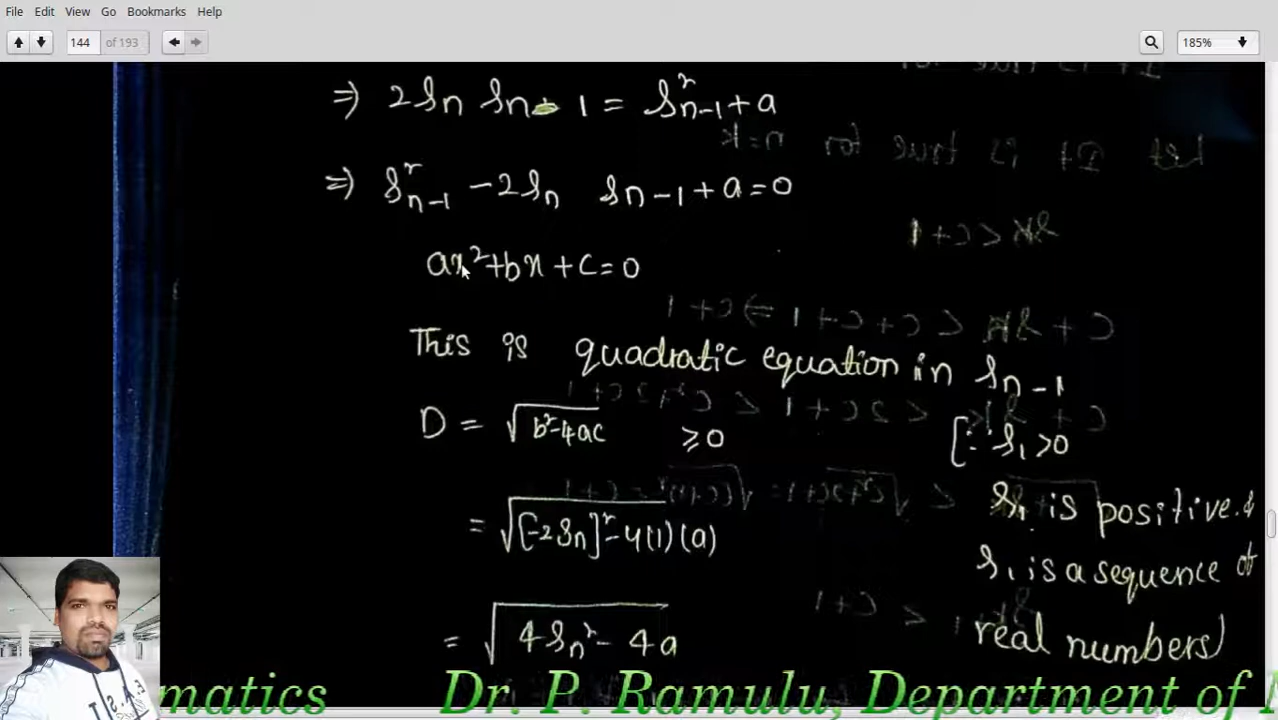 File Edit View Go Bookmarks Help
144 of 193 185%
⇒ 2Sn Sn-1 = S²n-1 + a
⇒ S²n-1 - 2Sn Sn-1 + a = 0
ax² + bx + c = 0
This is quadratic equation in Sn-1
D = √b²-4ac ≥ 0 [∵ S1 > 0
S1 is positive &
= √[-2Sn]² - 4(1)(a)
S1 is a sequence of
real numbers)
= √4Sn² - 4a
matics Dr. P. Ramulu, Department of M